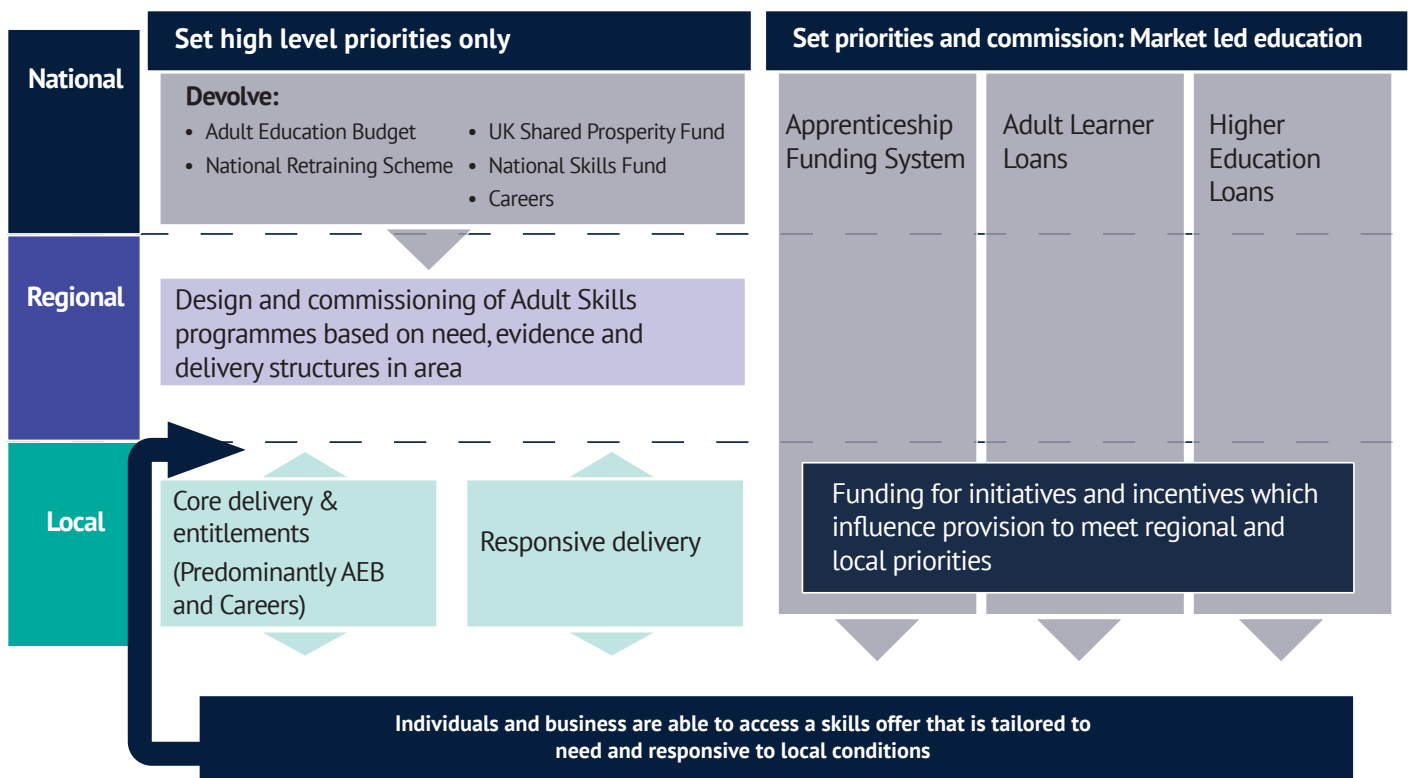 Set high level priorities only
Set priorities and commission: Market led education
National
Devolve:
• Adult Education Budget
• National Retraining Scheme
• UK Shared Prosperity Fund
• National Skills Fund
• Careers
Apprenticeship
Funding System
Adult Learner
Loans
Higher
Education
Loans
Regional
Design and commissioning of Adult Skills
programmes based on need, evidence and
delivery structures in area
Local
Core delivery &
entitlements
(Predominantly AEB
and Careers)
Responsive delivery
Funding for initiatives and incentives which
influence provision to meet regional and
local priorities
Individuals and business are able to access a skills offer that is tailored to
need and responsive to local conditions